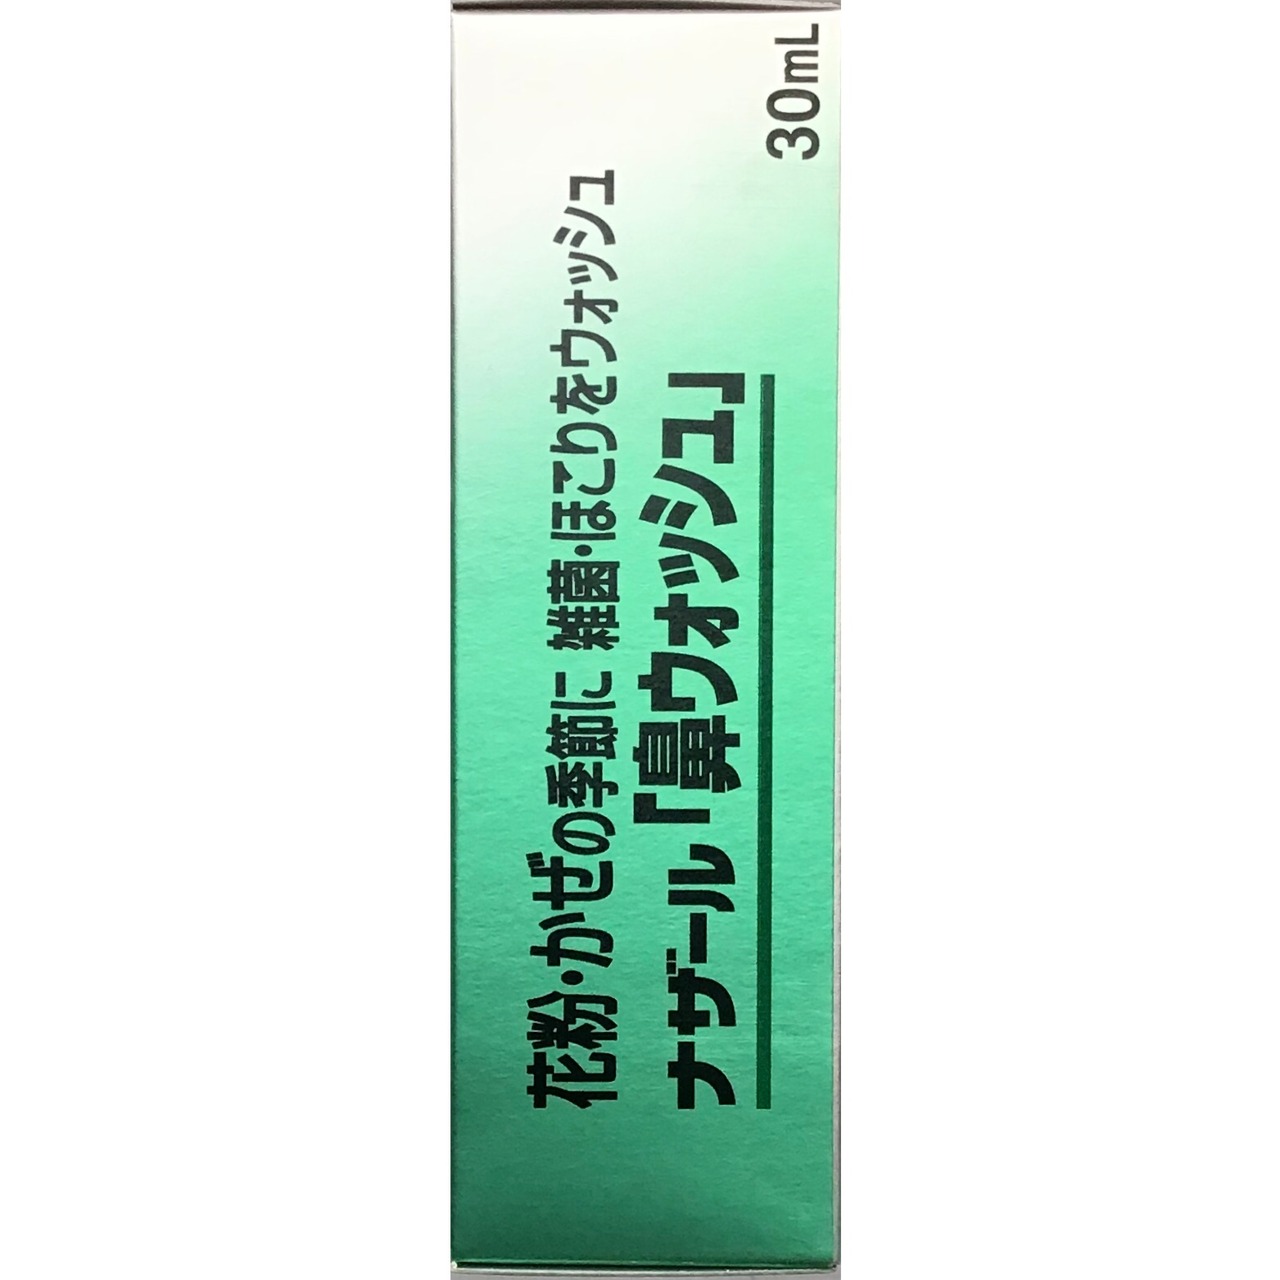 花粉・かぜの季節に 雑菌・ほこりをウォッシュ
ナザール「鼻ウォッシュ」
30mL